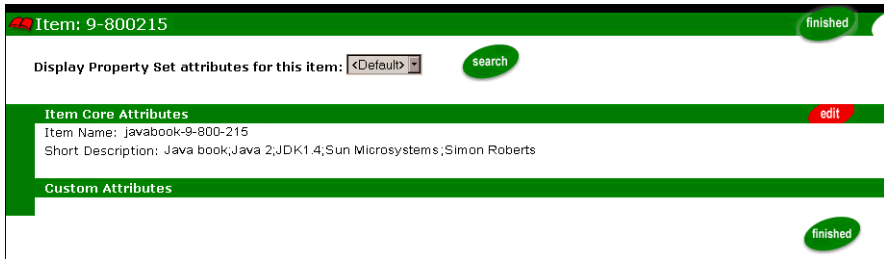 Item: 9-800215 finished
Display Property Set attributes for this item: <Default> search
Item Core Attributes edit
Item Name: javabook-9-800-215
Short Description: Java book;Java 2;JDK1.4;Sun Microsystems;Simon Roberts
Custom Attributes
finished